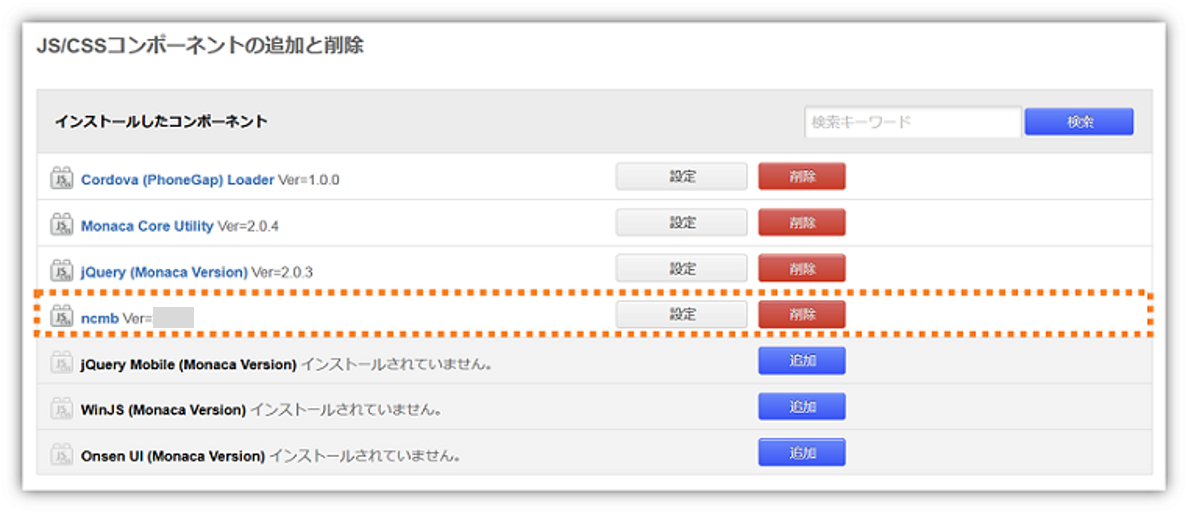 JS/CSSコンポーネントの追加と削除
インストールしたコンポーネント 検索キーワード 検索
Cordova (PhoneGap) Loader Ver=1.0.0 設定 削除
Monaca Core Utility Ver=2.0.4 設定 削除
jQuery (Monaca Version) Ver=2.0.3 設定 削除
ncmb Ver= 設定 削除
jQuery Mobile (Monaca Version) インストールされていません。 追加
WinJS (Monaca Version) インストールされていません。 追加
Onsen UI (Monaca Version) インストールされていません。 追加